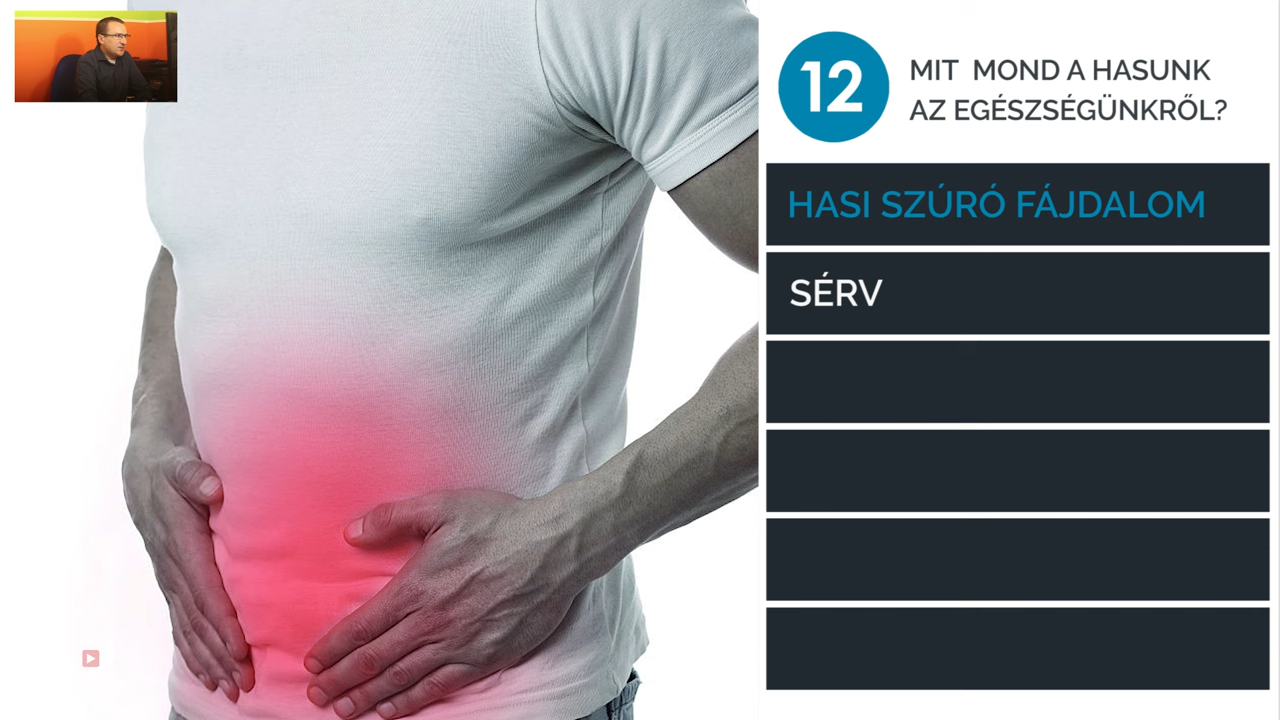 12
MIT MOND A HASUNK
AZ EGÉSZSÉGÜNKRŐL?
HASI SZÚRÓ FÁJDALOM
SÉRV